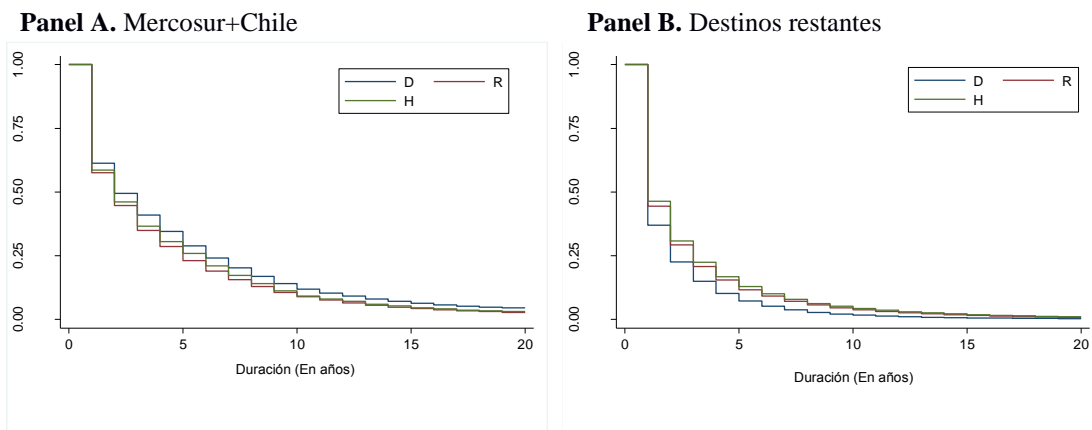 Panel A. Mercosur+Chile
D R
H
1.00
0.75
0.50
0.25
0.00
0 5 10 15 20
Duración (En años)
Panel B. Destinos restantes
D R
H
1.00
0.75
0.50
0.25
0.00
0 5 10 15 20
Duración (En años)